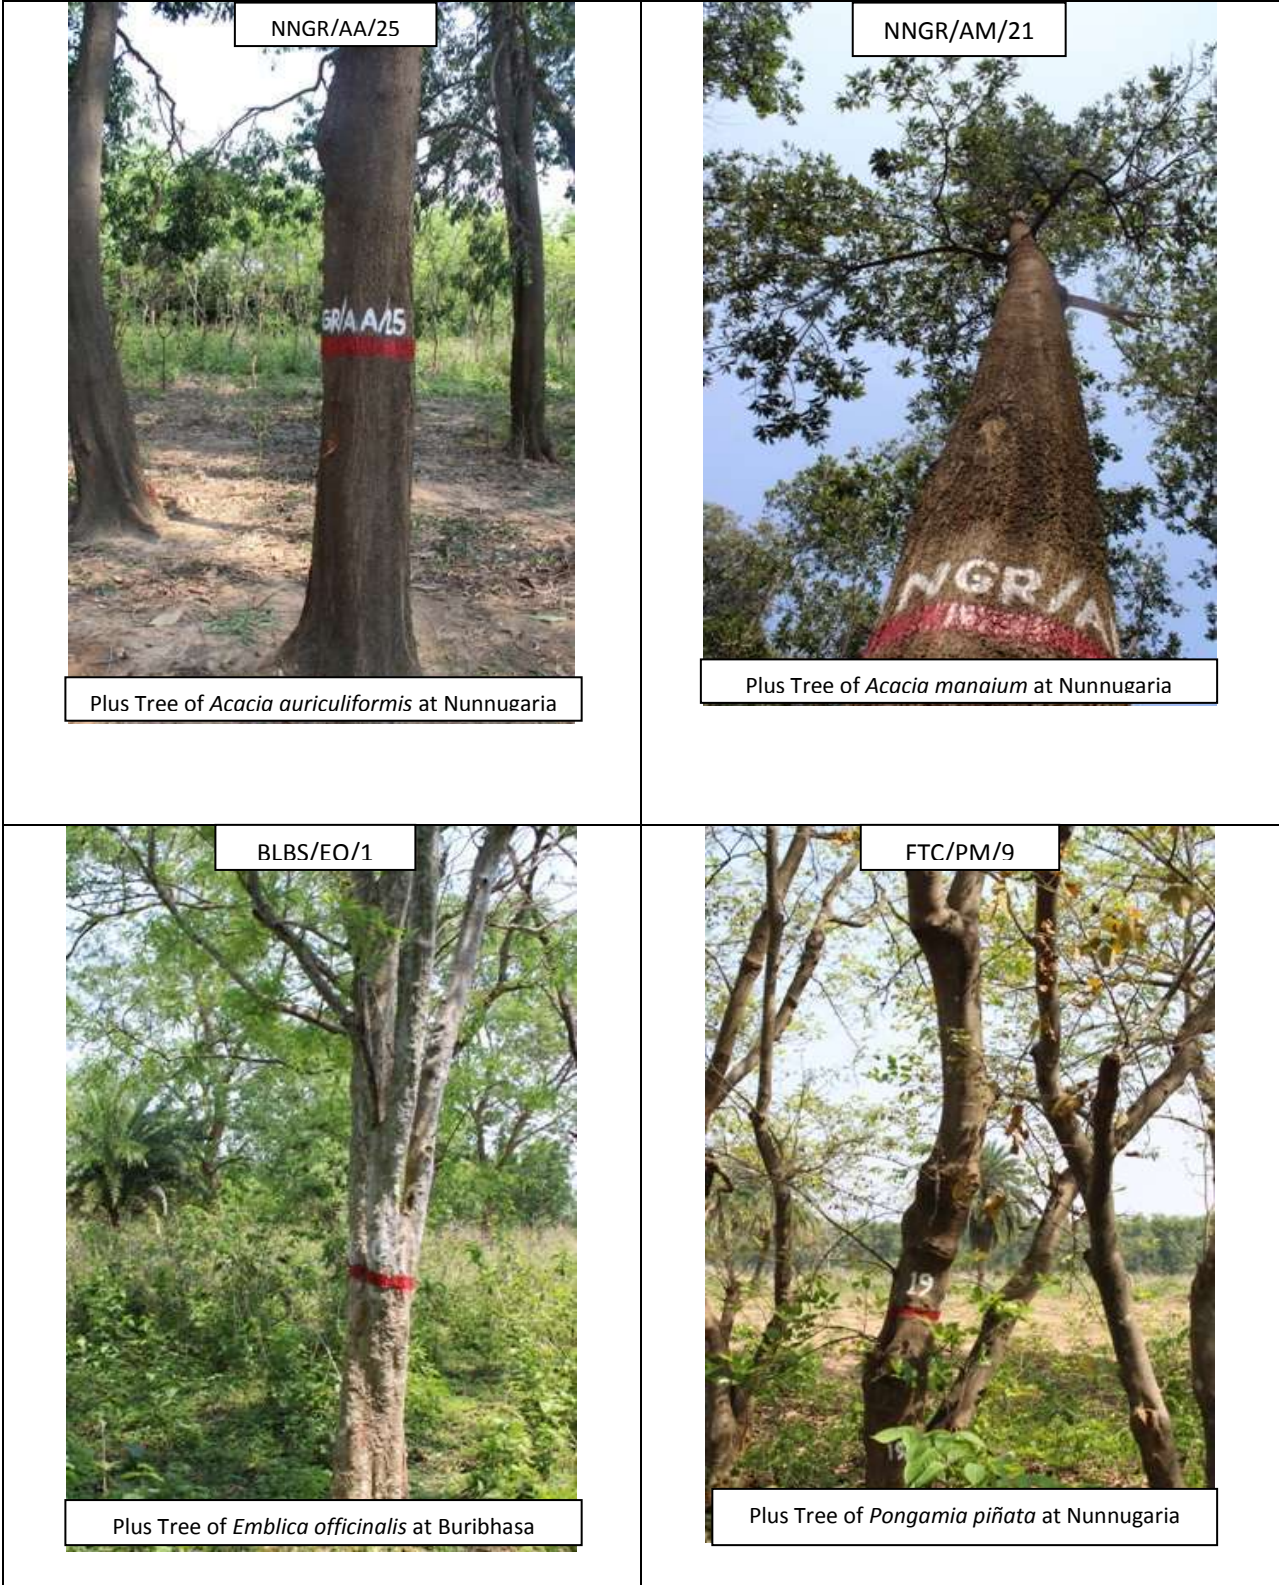 NNGR/AA/25
GR/AA/25
Plus Tree of Acacia auriculiformis at Nunnugaria
NNGR/AM/21
NGR/A
Plus Tree of Acacia mangium at Nunnugaria
BLBS/EO/1
Plus Tree of Emblica officinalis at Buribhasa
FTC/PM/9
19
19
Plus Tree of Pongamia piñata at Nunnugaria